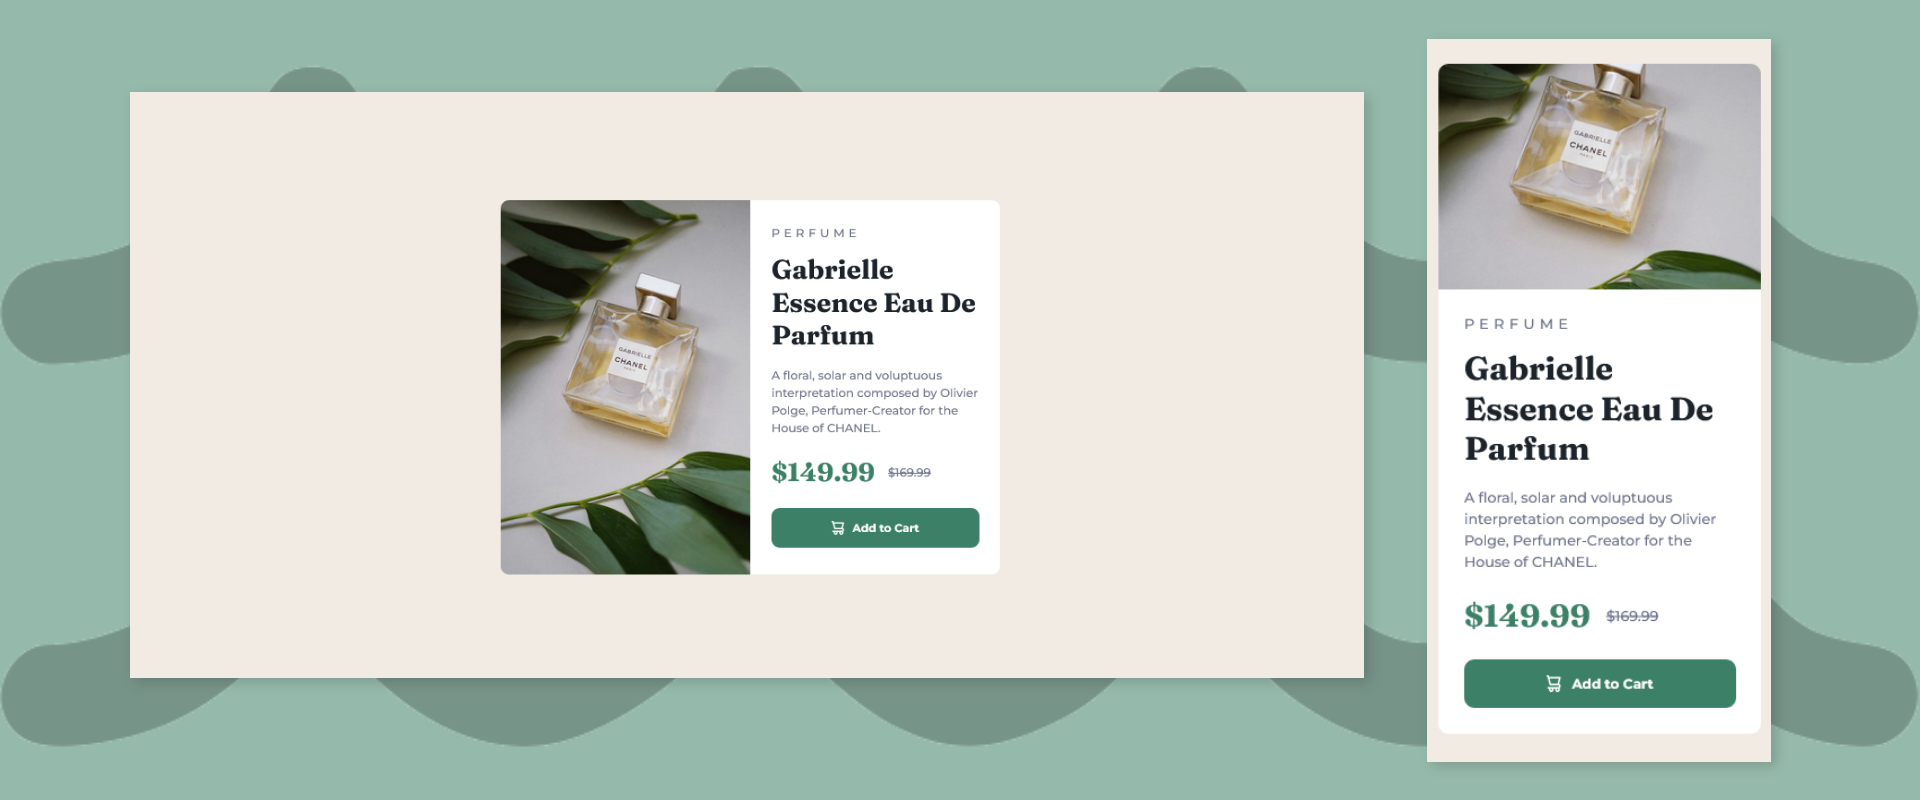 GABRIELLE
CHANEL
PARIS
PERFUME
Gabrielle
Essence Eau De
Parfum
A floral, solar and voluptuous
interpretation composed by Olivier
Polge, Perfumer-Creator for the
House of CHANEL.
$149.99 $169.99
Add to Cart
GABRIELLE
CHANEL
PARIS
PERFUME
Gabrielle
Essence Eau De
Parfum
A floral, solar and voluptuous
interpretation composed by Olivier
Polge, Perfumer-Creator for the
House of CHANEL.
$149.99 $169.99
Add to Cart